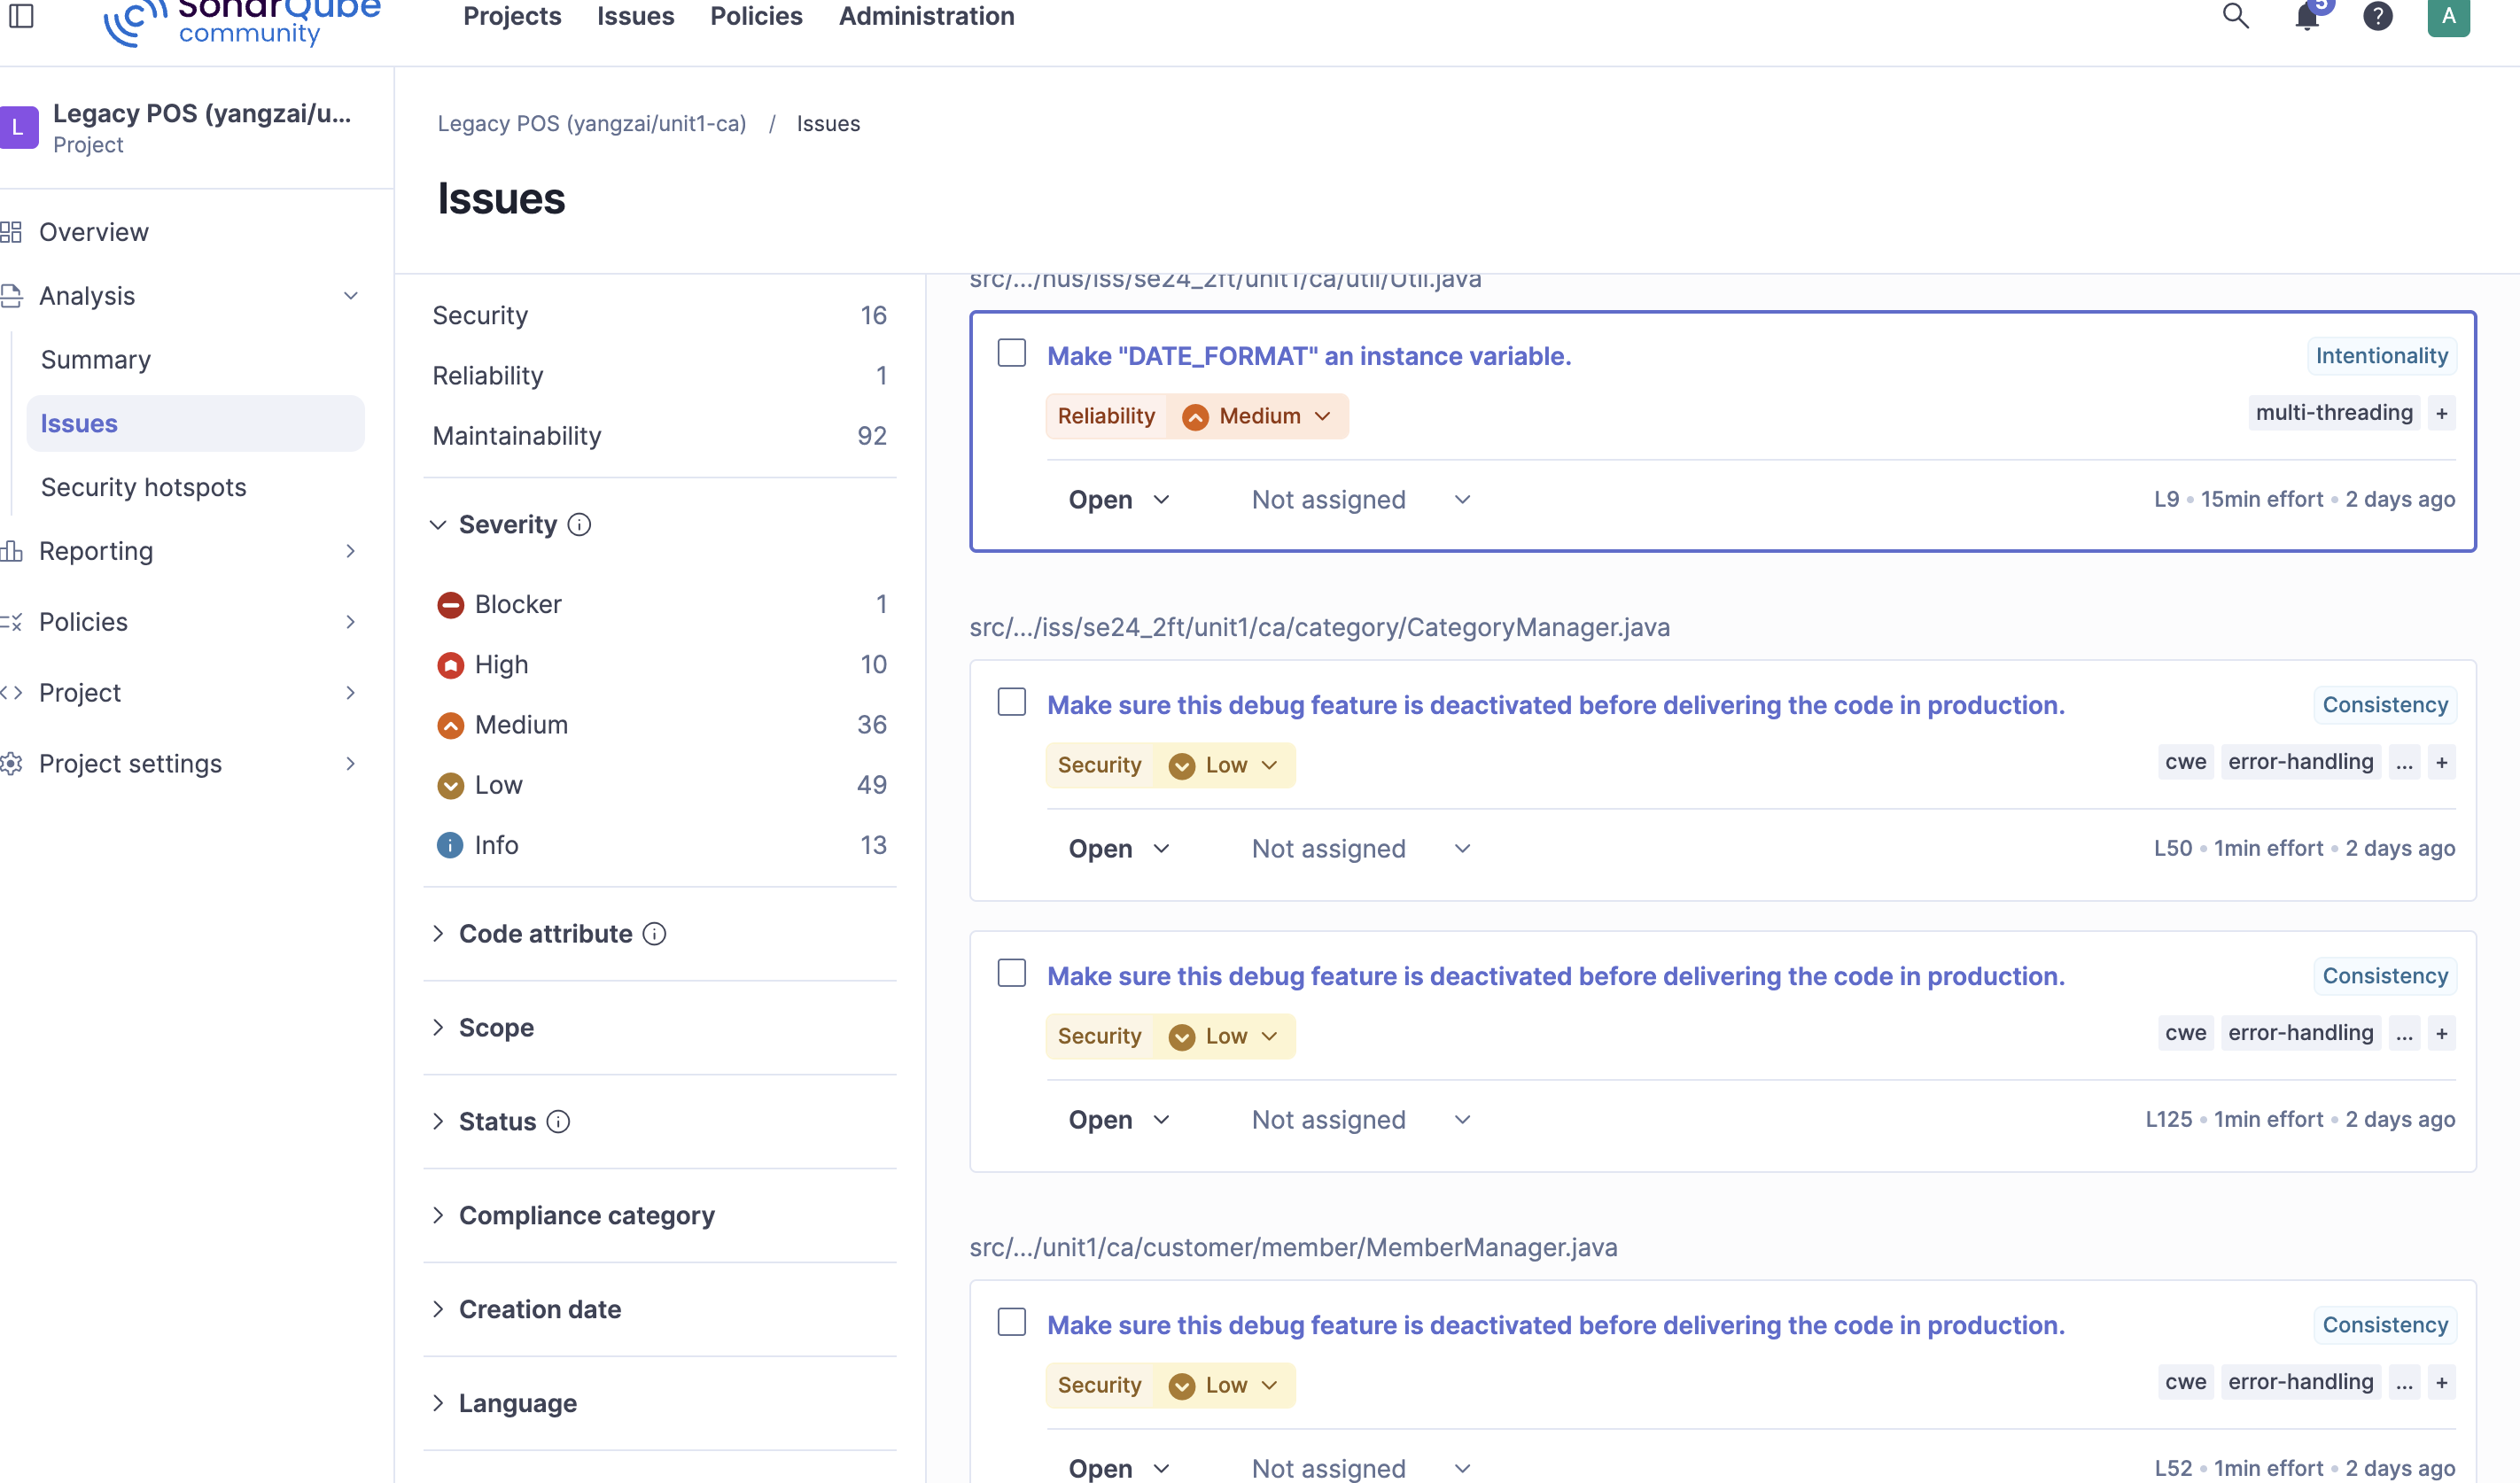 SonarQube
community
Projects
Issues
Policies
Administration
5
?
A
L
Legacy POS (yangzai/u...
Project
Overview
Analysis
Summary
Issues
Security hotspots
Reporting
Policies
Project
Project settings
Legacy POS (yangzai/unit1-ca) / Issues
Issues
Security 16
Reliability 1
Maintainability 92
Severity
Blocker 1
High 10
Medium 36
Low 49
Info 13
Code attribute
Scope
Status
Compliance category
Creation date
Language
src/.../nus/iss/se24_2ft/unit1/ca/util/Util.java
Make "DATE_FORMAT" an instance variable.
Intentionality
Reliability Medium
multi-threading +
Open Not assigned
L9 • 15min effort • 2 days ago
src/.../iss/se24_2ft/unit1/ca/category/CategoryManager.java
Make sure this debug feature is deactivated before delivering the code in production.
Consistency
Security Low
cwe error-handling ... +
Open Not assigned
L50 • 1min effort • 2 days ago
Make sure this debug feature is deactivated before delivering the code in production.
Consistency
Security Low
cwe error-handling ... +
Open Not assigned
L125 • 1min effort • 2 days ago
src/.../unit1/ca/customer/member/MemberManager.java
Make sure this debug feature is deactivated before delivering the code in production.
Consistency
Security Low
cwe error-handling ... +
Open Not assigned
L52 • 1min effort • 2 days ago